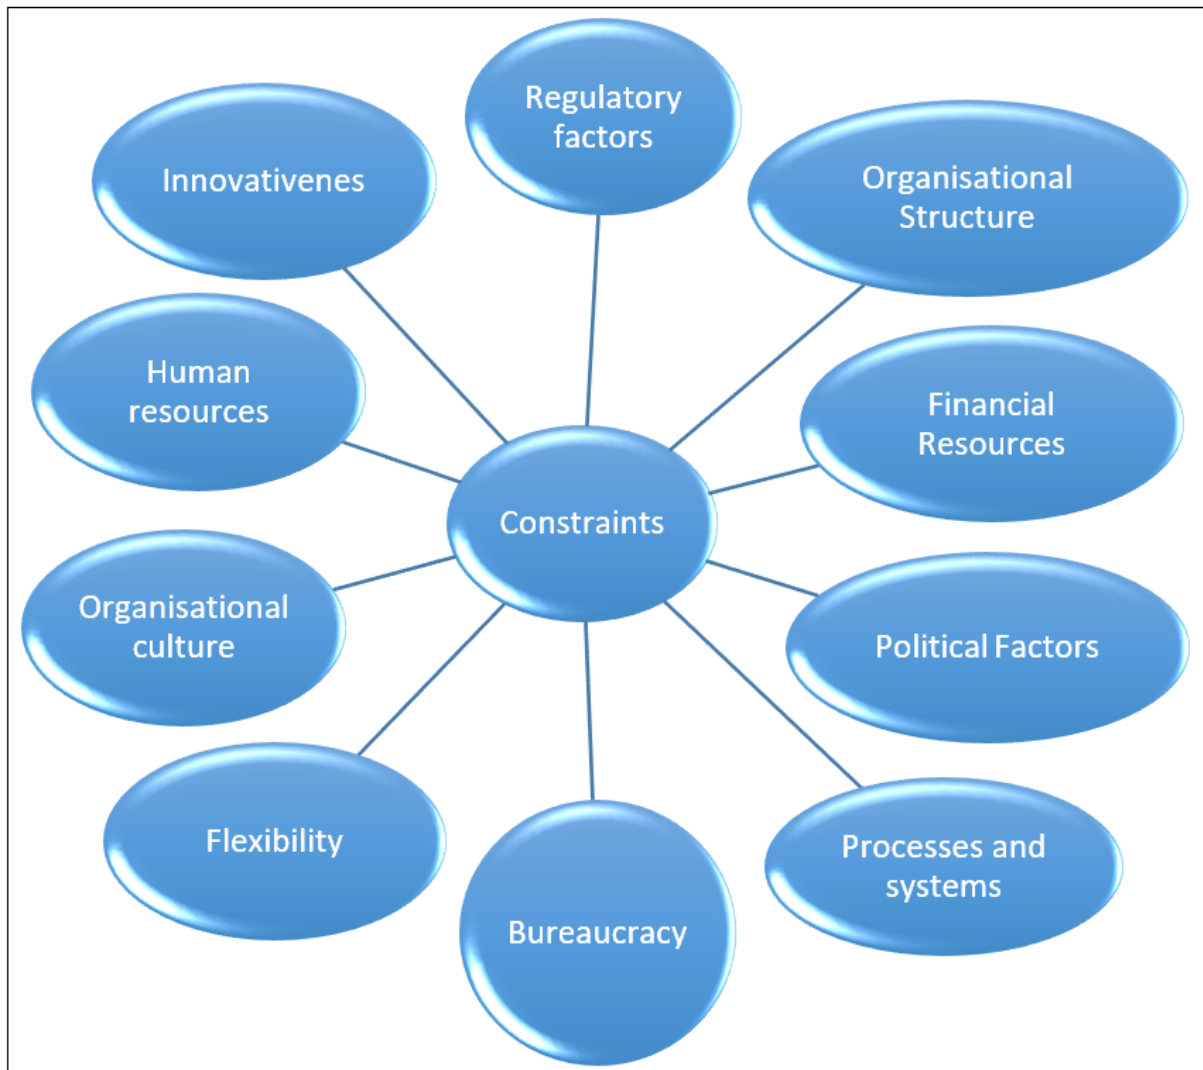 Regulatory
factors
Organisational
Structure
Financial
Resources
Political Factors
Processes and
systems
Bureaucracy
Flexibility
Organisational
culture
Human
resources
Innovativenes
Constraints